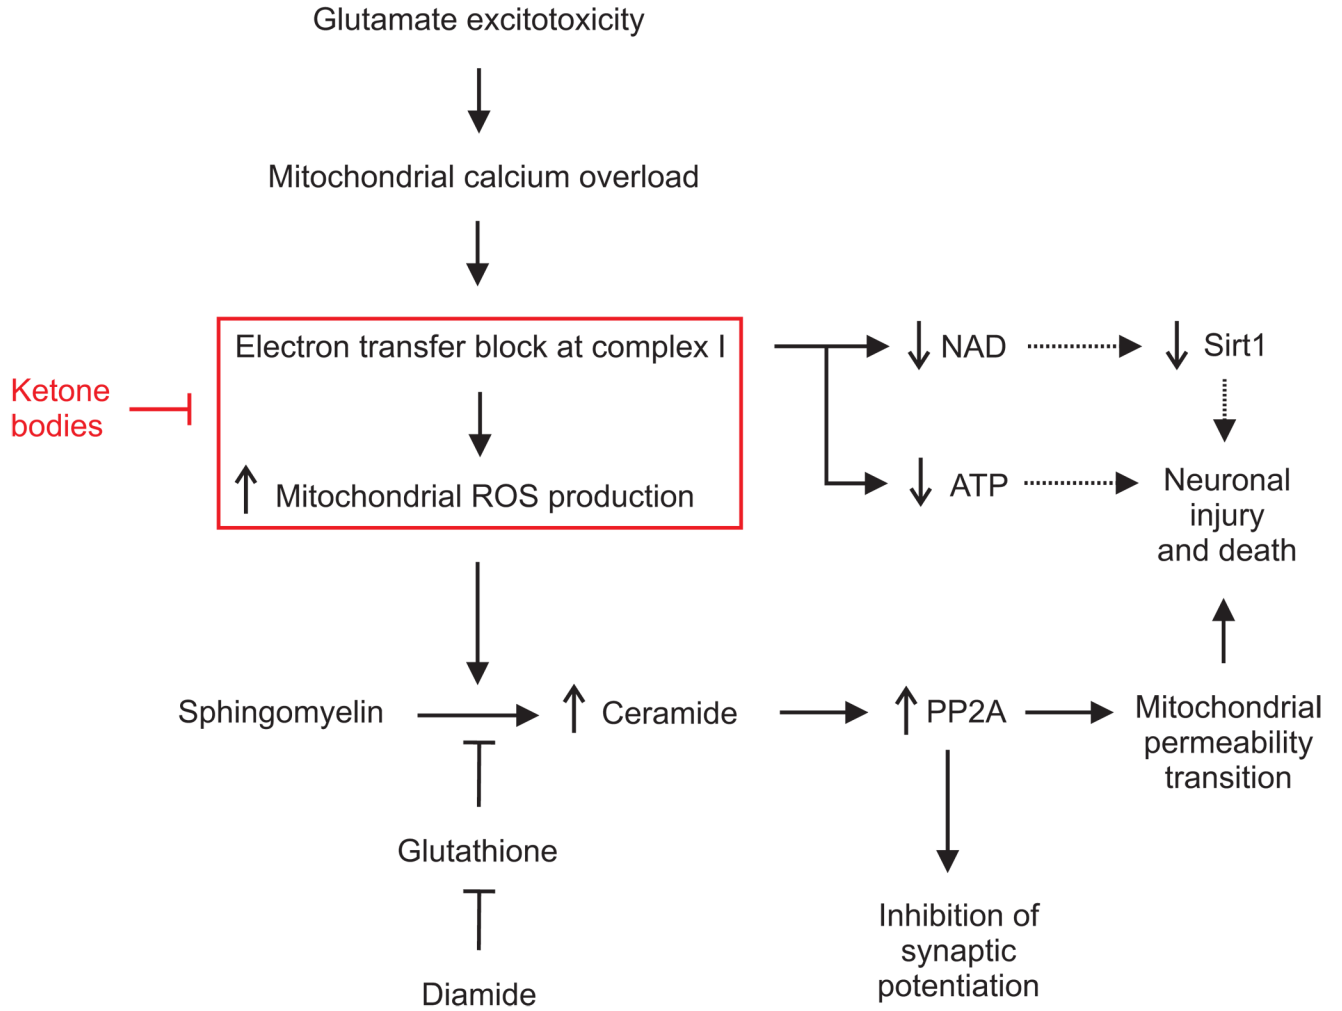 Glutamate excitotoxicity
Mitochondrial calcium overload
Electron transfer block at complex I
NAD
Sirt1
Ketone
bodies
Mitochondrial ROS production
ATP
Neuronal
injury
and death
Sphingomyelin
Ceramide
PP2A
Mitochondrial
permeability
transition
Glutathione
Inhibition of
synaptic
potentiation
Diamide